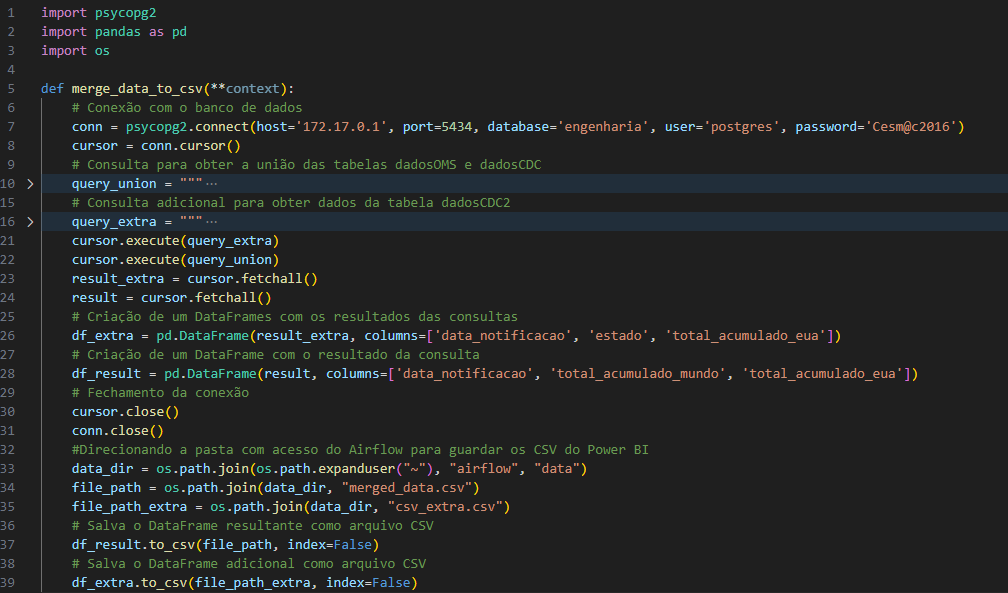 1 import psycopg2
2 import pandas as pd
3 import os
4
5 def merge_data_to_csv(**context):
6     # Conexão com o banco de dados
7     conn = psycopg2.connect(host='172.17.0.1', port=5434, database='engenharia', user='postgres', password='Cesm@c2016')
8     cursor = conn.cursor()
9     # Consulta para obter a união das tabelas dadosOMS e dadosCDC
10 >     query_union = """ ···
15     # Consulta adicional para obter dados da tabela dadosCDC2
16 >     query_extra = """ ···
21     cursor.execute(query_extra)
22     cursor.execute(query_union)
23     result_extra = cursor.fetchall()
24     result = cursor.fetchall()
25     # Criação de um DataFrames com os resultados das consultas
26     df_extra = pd.DataFrame(result_extra, columns=['data_notificacao', 'estado', 'total_acumulado_eua'])
27     # Criação de um DataFrame com o resultado da consulta
28     df_result = pd.DataFrame(result, columns=['data_notificacao', 'total_acumulado_mundo', 'total_acumulado_eua'])
29     # Fechamento da conexão
30     cursor.close()
31     conn.close()
32     #Direcionando a pasta com acesso do Airflow para guardar os CSV do Power BI
33     data_dir = os.path.join(os.path.expanduser("~"), "airflow", "data")
34     file_path = os.path.join(data_dir, "merged_data.csv")
35     file_path_extra = os.path.join(data_dir, "csv_extra.csv")
36     # Salva o DataFrame resultante como arquivo CSV
37     df_result.to_csv(file_path, index=False)
38     # Salva o DataFrame adicional como arquivo CSV
39     df_extra.to_csv(file_path_extra, index=False)